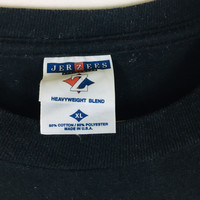 JERZEES
HEAVYWEIGHT BLEND
XL
50% COTTON / 50% POLYESTER
MADE IN U.S.A.